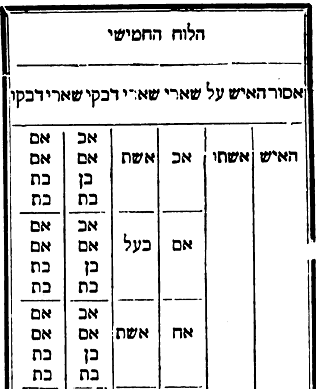 הלוח החמישי
אסור האיש על שארי שארי דבקי שארי דבקו
האיש אשתו אב אשת אב אם
אם אם
בן בת
בת בת
אם בעל אב אם
אם אם
בן בת
בת בת
אח אשת אב אם
אם אם
בן בת
בת בת